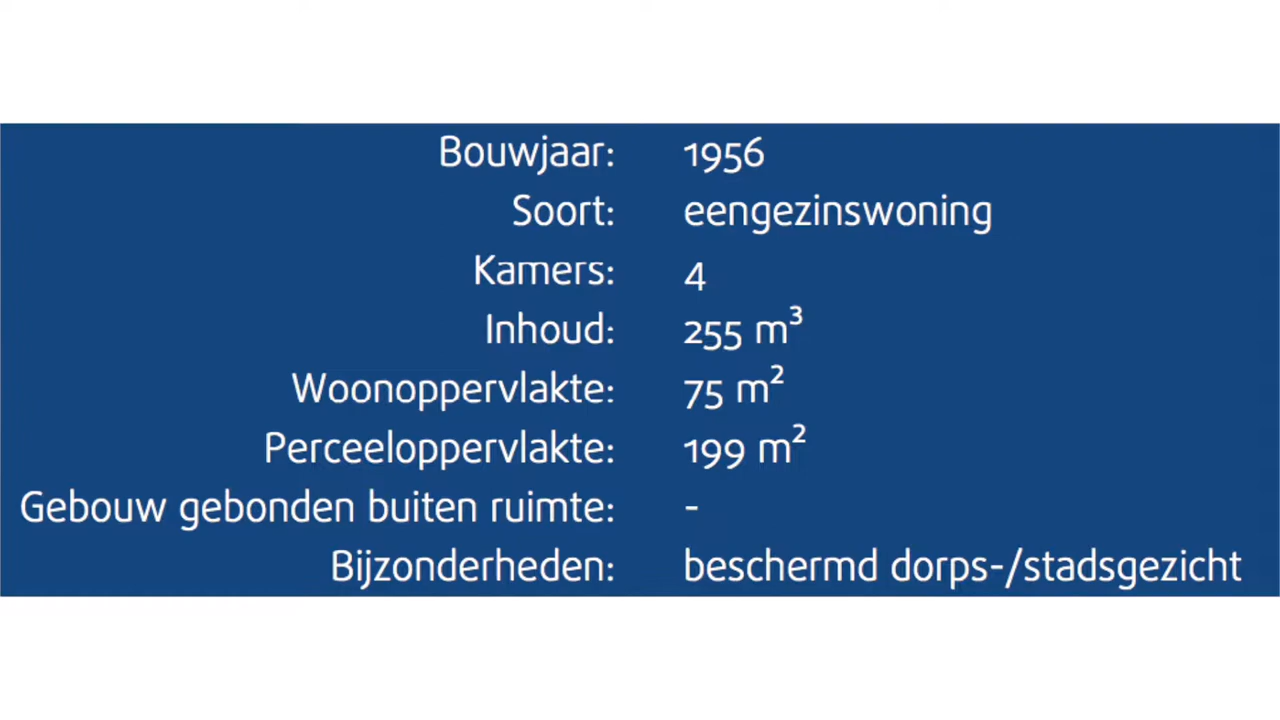 Bouwjaar: 1956
Soort: eengezinswoning
Kamers: 4
Inhoud: 255 m³
Woonoppervlakte: 75 m²
Perceeloppervlakte: 199 m²
Gebouw gebonden buiten ruimte: -
Bijzonderheden: beschermd dorps-/stadsgezicht